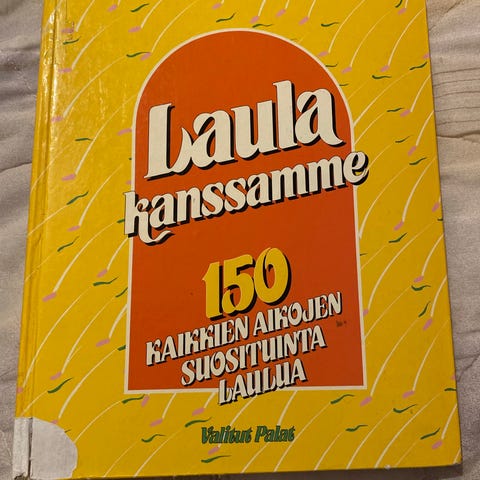 Laula
kanssamme
150
KAIKKIEN AIKOJEN
SUOSITUINTA
LAULUA
Valitut Palat